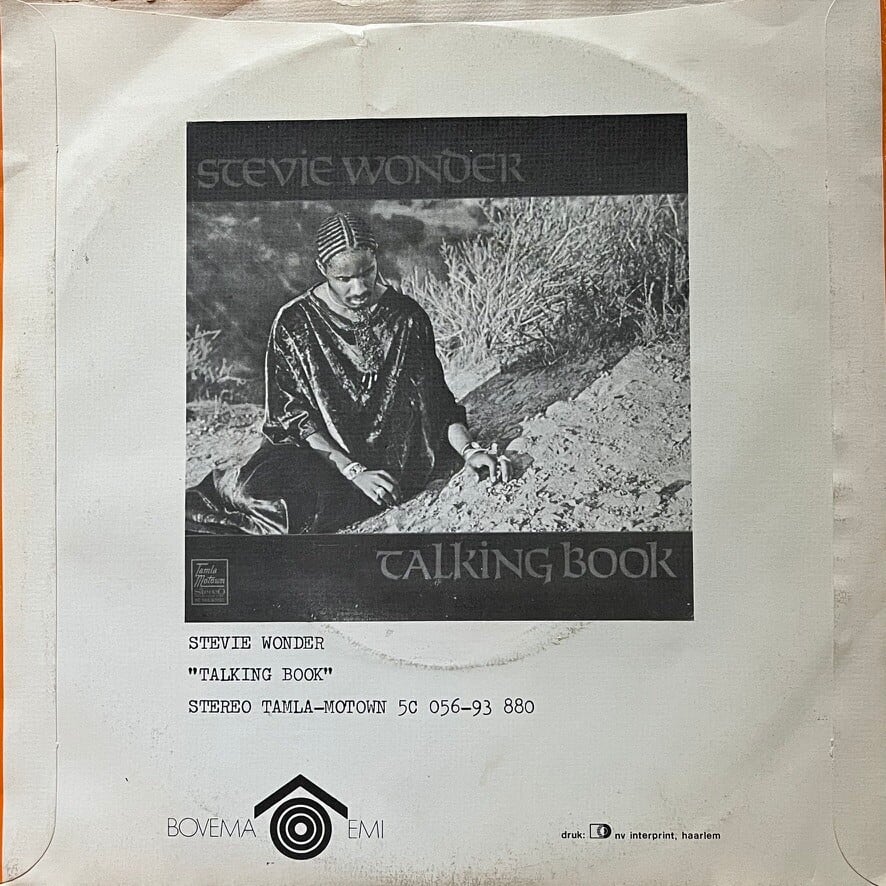 STEVIE WONDER
TALKING BOOK
Tamla
Motown
Stereo
STEVIE WONDER
"TALKING BOOK"
STEREO TAMLA-MOTOWN 5C 056-93 880
BOVEMA EMI
druk: nv interprint, haarlem